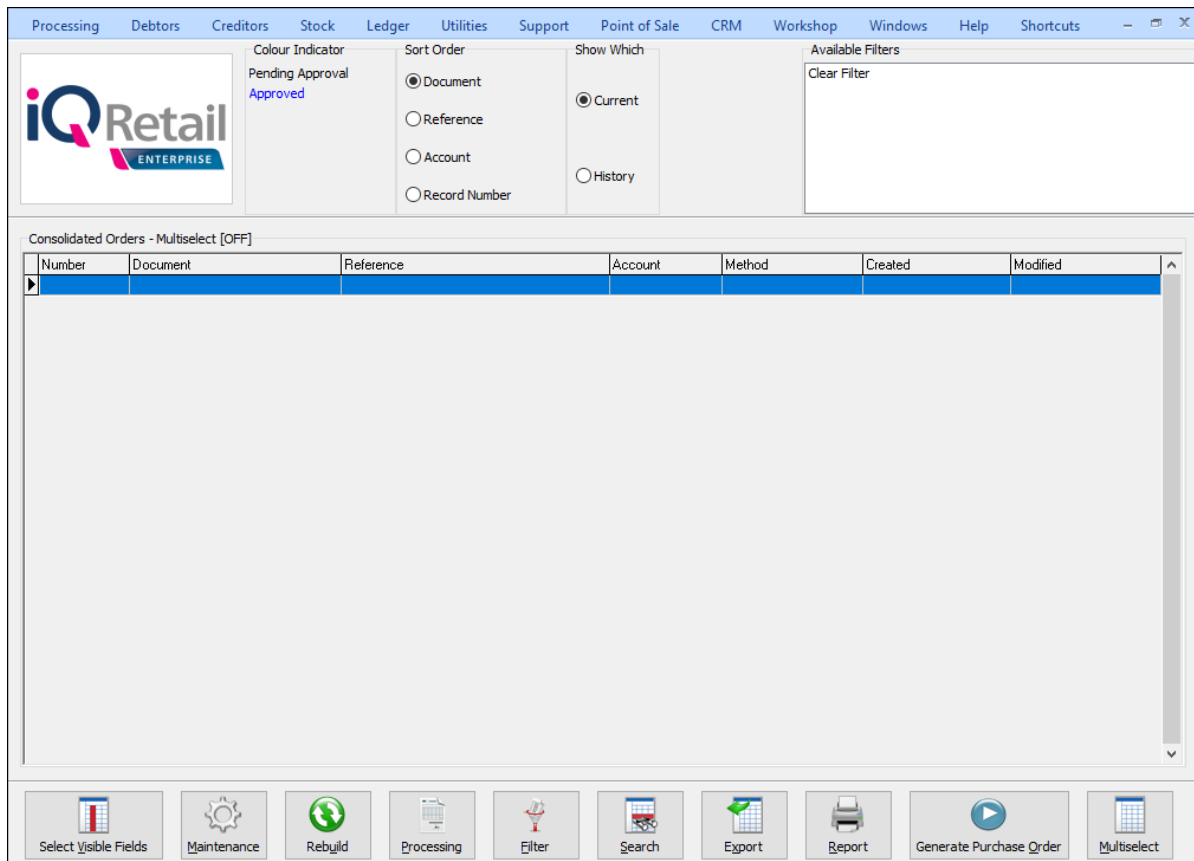 Processing Debtors Creditors Stock Ledger Utilities Support Point of Sale CRM Workshop Windows Help Shortcuts
iQ Retail
ENTERPRISE
Colour Indicator
Pending Approval
Approved
Sort Order
Document
Reference
Account
Record Number
Show Which
Current
History
Available Filters
Clear Filter
Consolidated Orders - Multiselect [OFF]
Number Document Reference Account Method Created Modified
Select Visible Fields Maintenance Rebuild Processing Filter Search Export Report Generate Purchase Order Multiselect